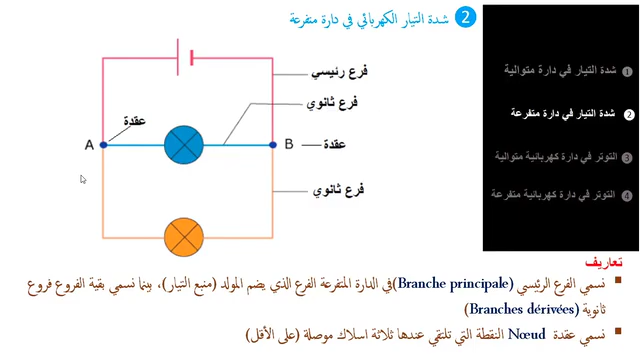 2 شدة التيار الكهربائي في دارة متفرعة
فرع رئيسي
فرع ثانوي
عقدة
A
B
عقدة
فرع ثانوي
1 شدة التيار في دارة متوالية
2 شدة التيار في دارة متفرعة
3 التوتر في دارة كهربائية متوالية
4 التوتر في دارة كهربائية متفرعة
تعاريف
▪ نسمي الفرع الرئيسي (Branche principale)في الدارة المتفرعة الفرع الذي يضم المولد (منبع التيار)، بينما نسمي بقية الفروع فروع
ثانوية (Branches dérivées)
▪ نسمي عقدة Nœud النقطة التي تلتقي عندها ثلاثة اسلاك موصلة (على الأقل)